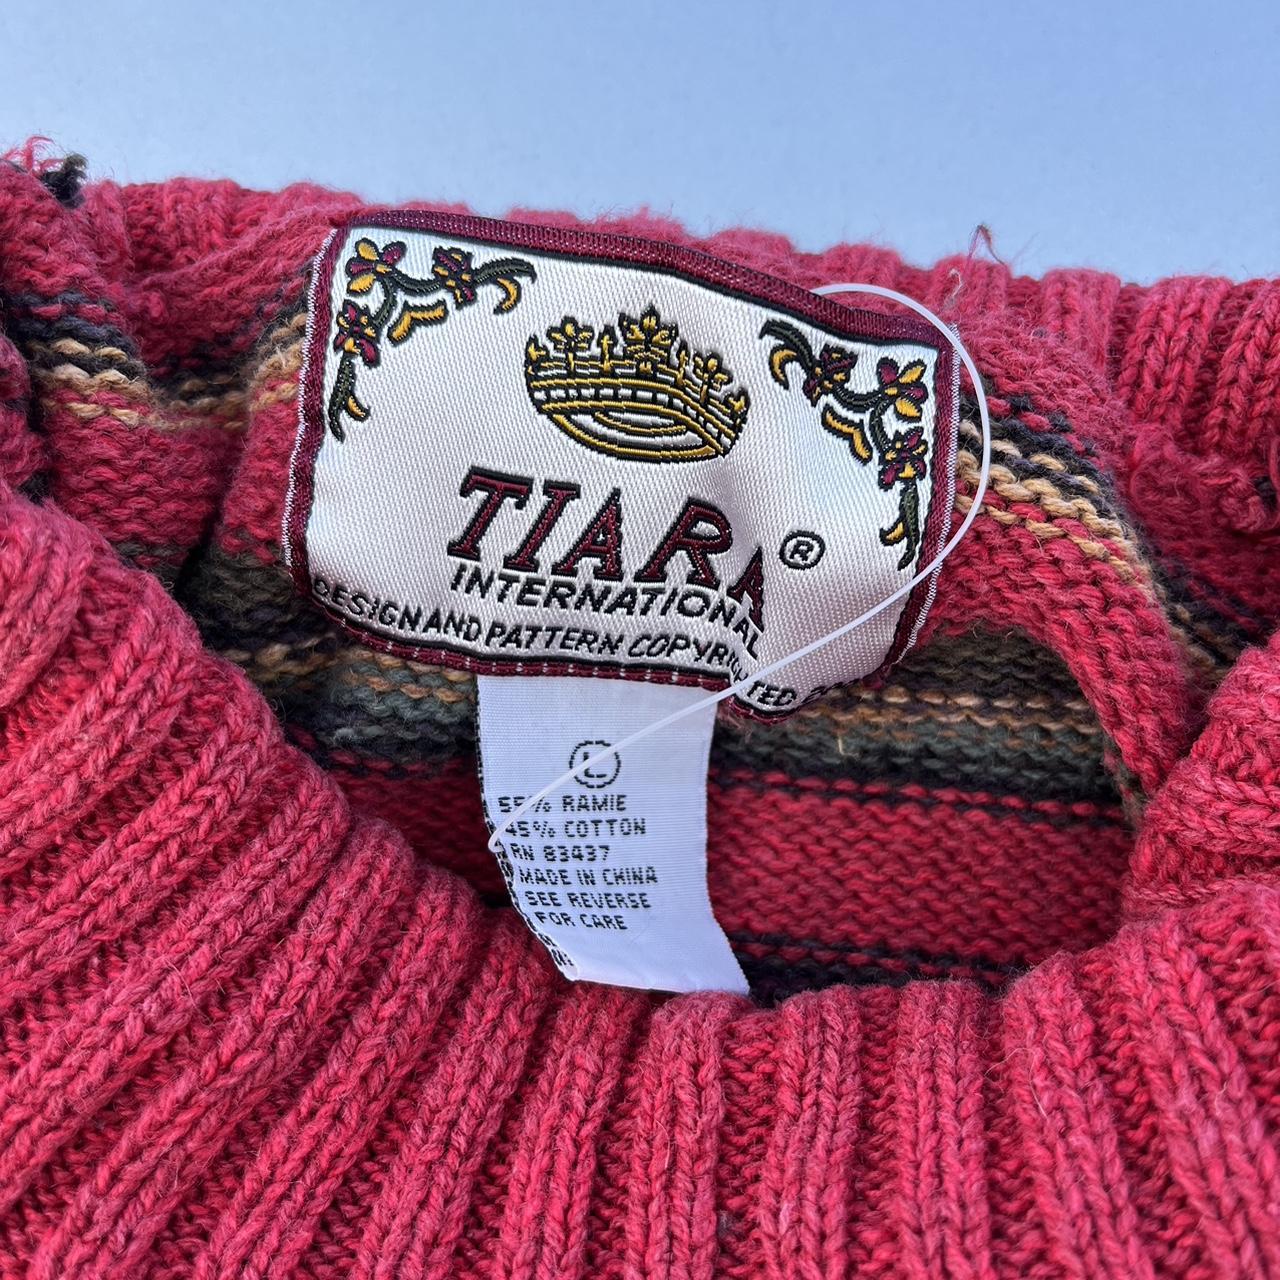 TIARA®
INTERNATIONAL
DESIGN AND PATTERN COPYRIGHTED
L
55% RAMIE
45% COTTON
RN 83437
MADE IN CHINA
SEE REVERSE
FOR CARE